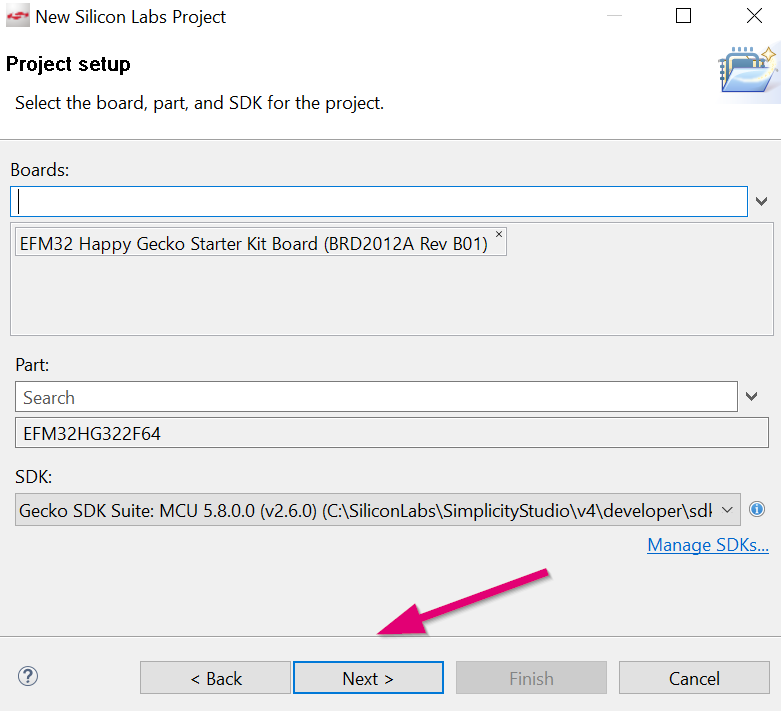 New Silicon Labs Project
Project setup
Select the board, part, and SDK for the project.
Boards:
EFM32 Happy Gecko Starter Kit Board (BRD2012A Rev B01) ×
Part:
Search
EFM32HG322F64
SDK:
Gecko SDK Suite: MCU 5.8.0.0 (v2.6.0) (C:\SiliconLabs\SimplicityStudio\v4\developer\sdk
Manage SDKs...
? < Back Next > Finish Cancel